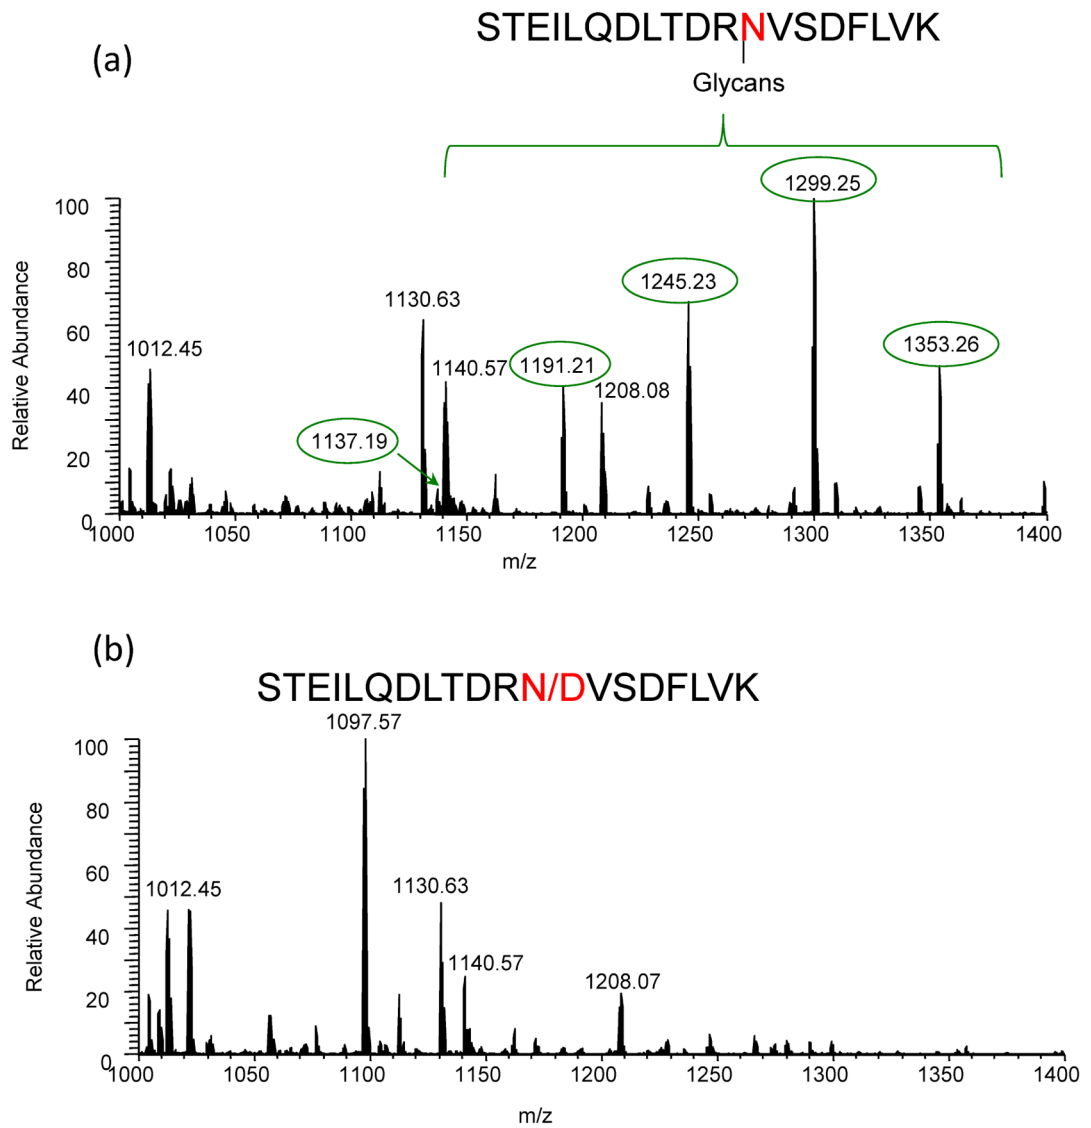 STEILQDLTDRNVSDFLVK
(a)
Glycans
1299.25
100
80
1245.23
1130.63
60
1012.45
1140.57
1191.21
1353.26
1208.08
40
1137.19
20
0
Relative Abundance
1000 1050 1100 1150 1200 1250 1300 1350 1400
m/z
(b)
STEILQDLTDRN/DVSDFLVK
1097.57
100
80
60
1012.45
1130.63
40
1140.57
1208.07
20
0
Relative Abundance
1000 1050 1100 1150 1200 1250 1300 1350 1400
m/z